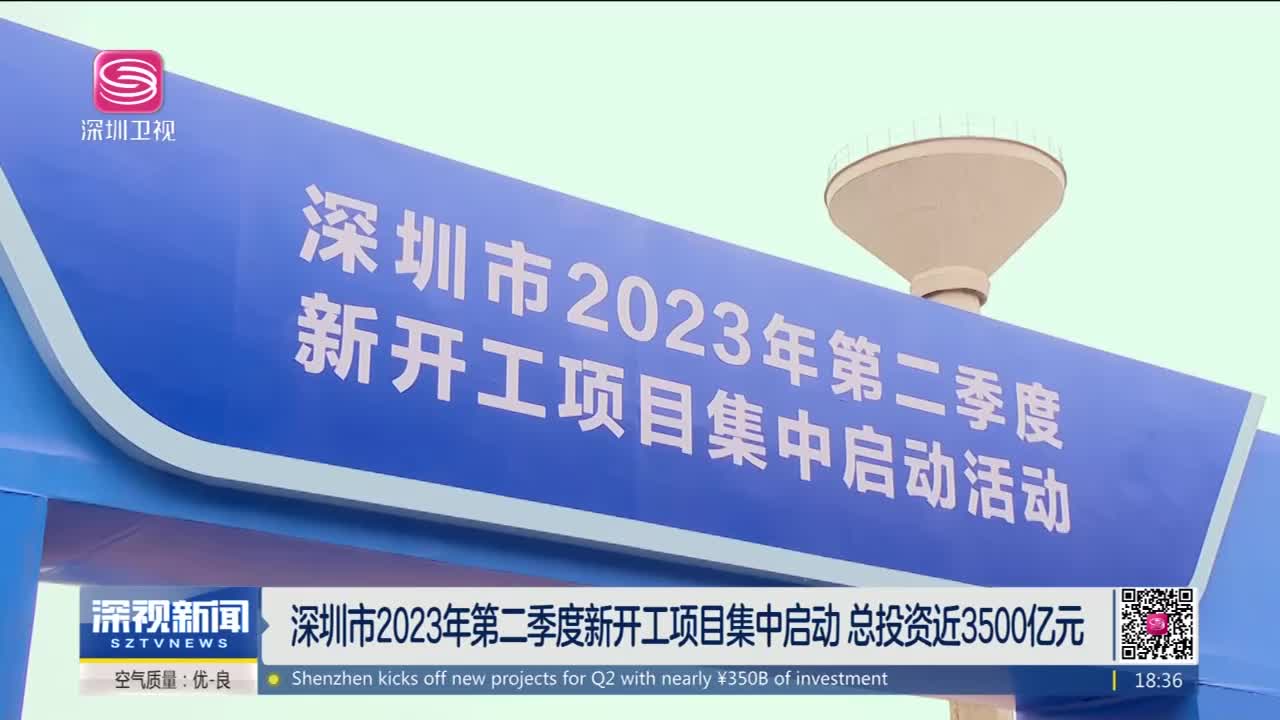 深圳卫视
深圳市2023年第二季度
新开工项目集中启动活动
深视新闻
SZTVNEWS
深圳市2023年第二季度新开工项目集中启动 总投资近3500亿元
空气质量：优-良
Shenzhen kicks off new projects for Q2 with nearly ¥350B of investment
18:36